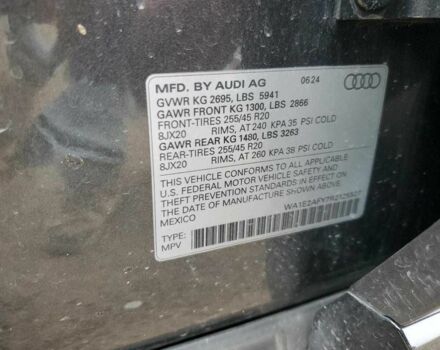 MFD. BY AUDI AG 06 24
GVWR KG 2695, LBS 5941
GAWR FRONT KG 1300, LBS 2866
FRONT-TIRES 255/45 R20
8JX20 RIMS, AT 240 KPA 35 PSI COLD
GAWR REAR KG 1480, LBS 3263
REAR-TIRES 255/45 R20
8JX20 RIMS, AT 260 KPA 38 PSI COLD
THIS VEHICLE CONFORMS TO ALL APPLICABLE
U.S. FEDERAL MOTOR VEHICLE SAFETY AND
THEFT PREVENTION STANDARDS IN EFFECT ON
THE DATE OF MANUFACTURE SHOWN ABOVE.
MEXICO
TYPE:
MPV